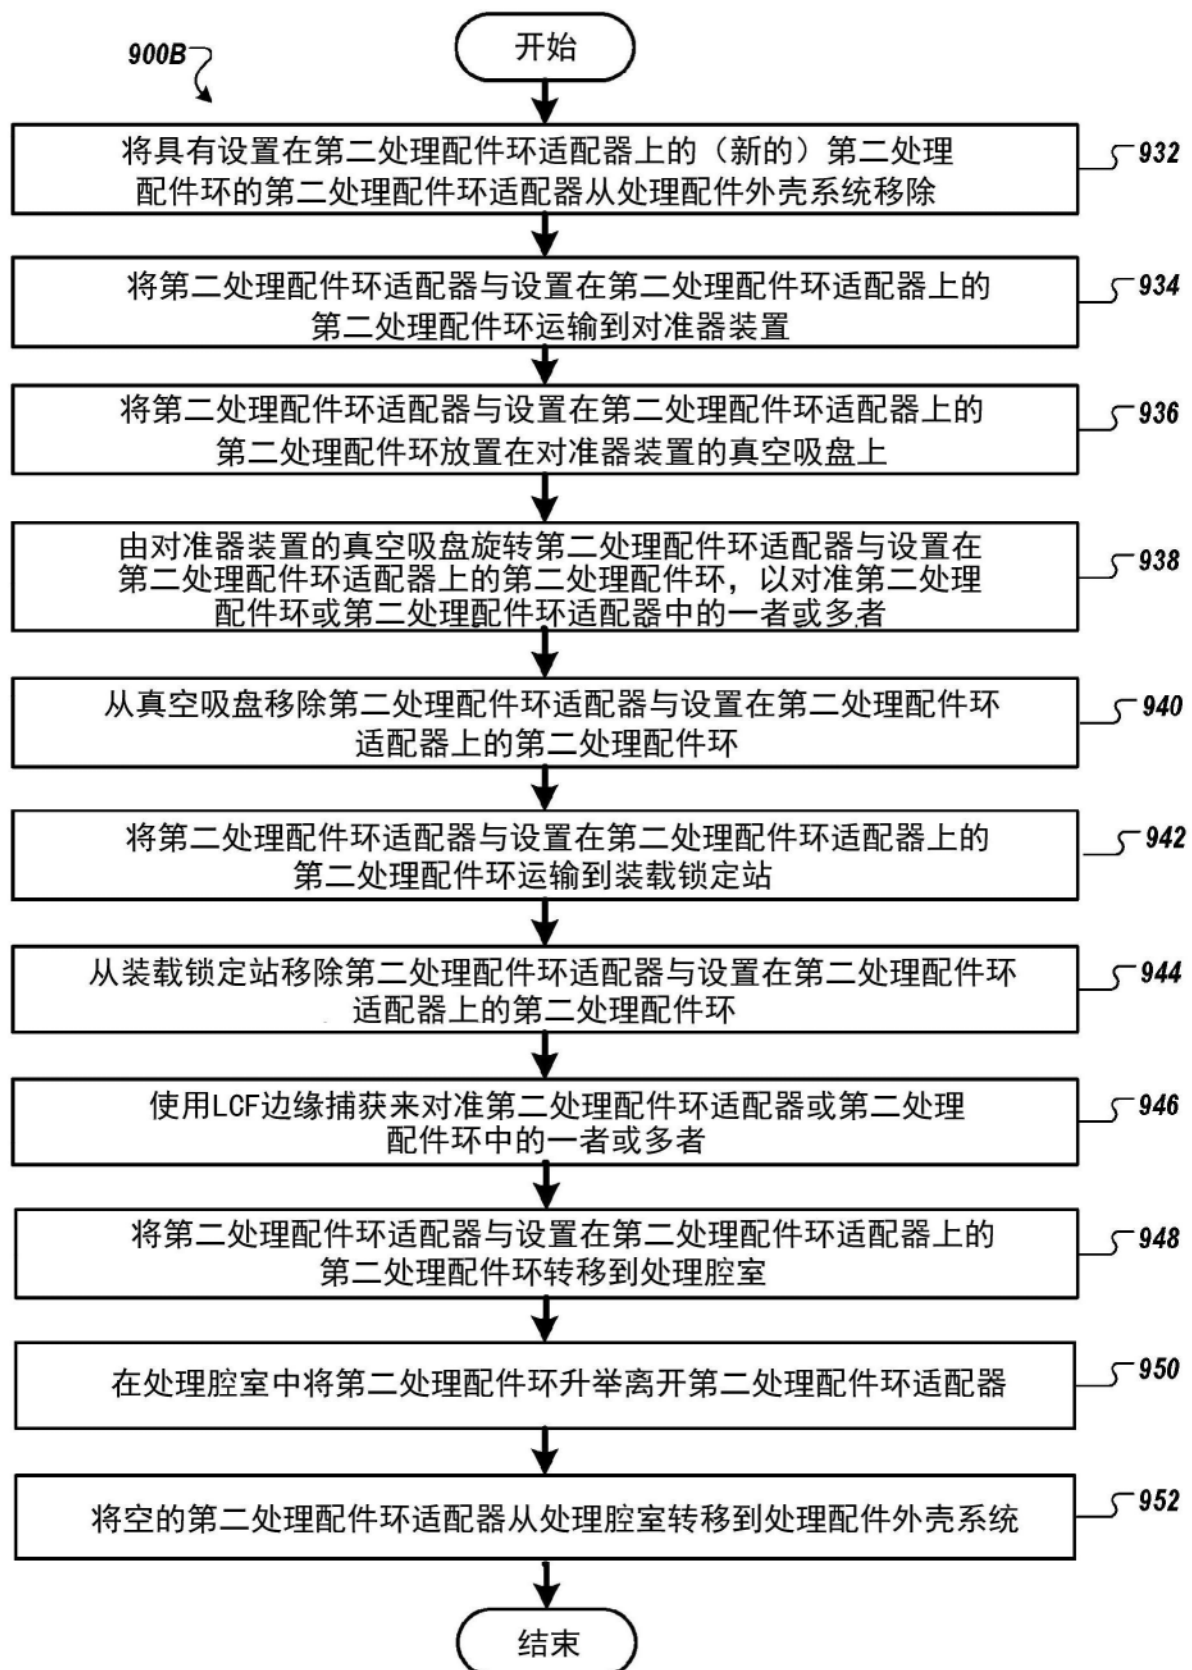 开始
900B
将具有设置在第二处理配件环适配器上的（新的）第二处理
配件环的第二处理配件环适配器从处理配件外壳系统移除
932
将第二处理配件环适配器与设置在第二处理配件环适配器上的
第二处理配件环运输到对准器装置
934
将第二处理配件环适配器与设置在第二处理配件环适配器上的
第二处理配件环放置在对准器装置的真空吸盘上
936
由对准器装置的真空吸盘旋转第二处理配件环适配器与设置在
第二处理配件环适配器上的第二处理配件环，以对准第二处理
配件环或第二处理配件环适配器中的一者或多者
938
从真空吸盘移除第二处理配件环适配器与设置在第二处理配件环
适配器上的第二处理配件环
940
将第二处理配件环适配器与设置在第二处理配件环适配器上的
第二处理配件环运输到装载锁定站
942
从装载锁定站移除第二处理配件环适配器与设置在第二处理配件环
适配器上的第二处理配件环
944
使用LCF边缘捕获来对准第二处理配件环适配器或第二处理
配件环中的一者或多者
946
将第二处理配件环适配器与设置在第二处理配件环适配器上的
第二处理配件环转移到处理腔室
948
在处理腔室中将第二处理配件环升举离开第二处理配件环适配器
950
将空的第二处理配件环适配器从处理腔室转移到处理配件外壳系统
952
结束